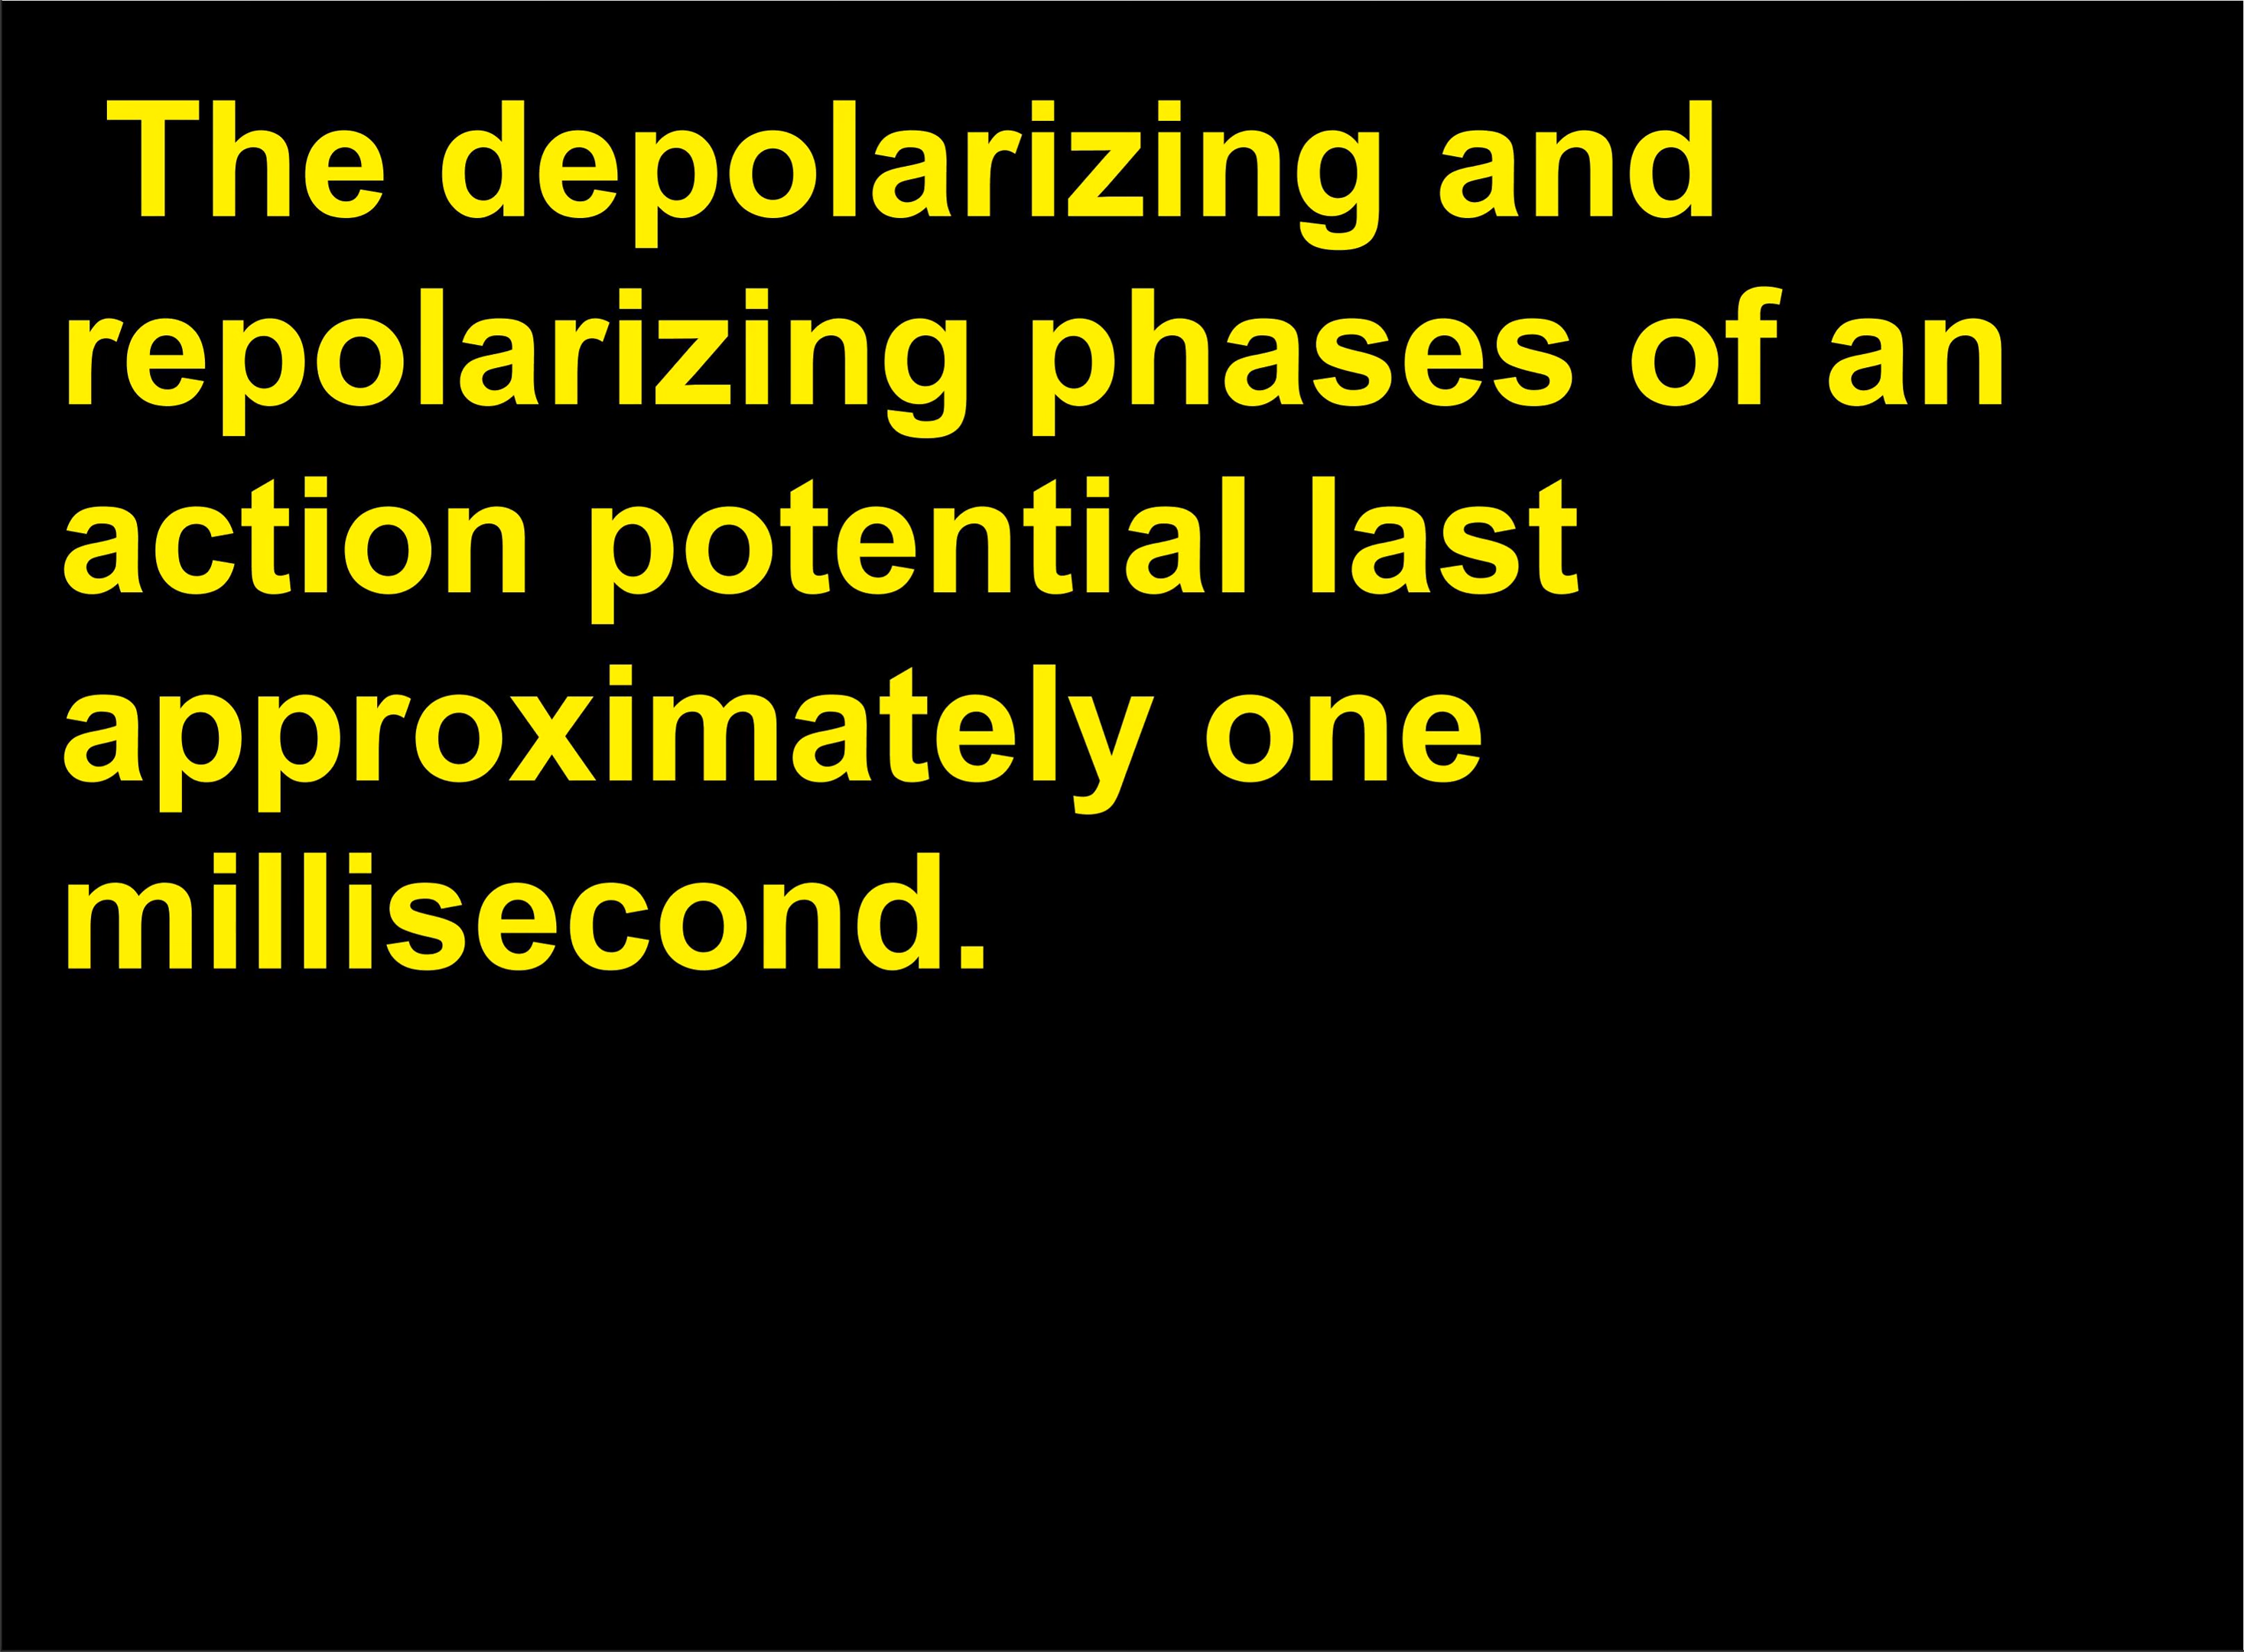 The depolarizing and
repolarizing phases of an
action potential last
approximately one
millisecond.